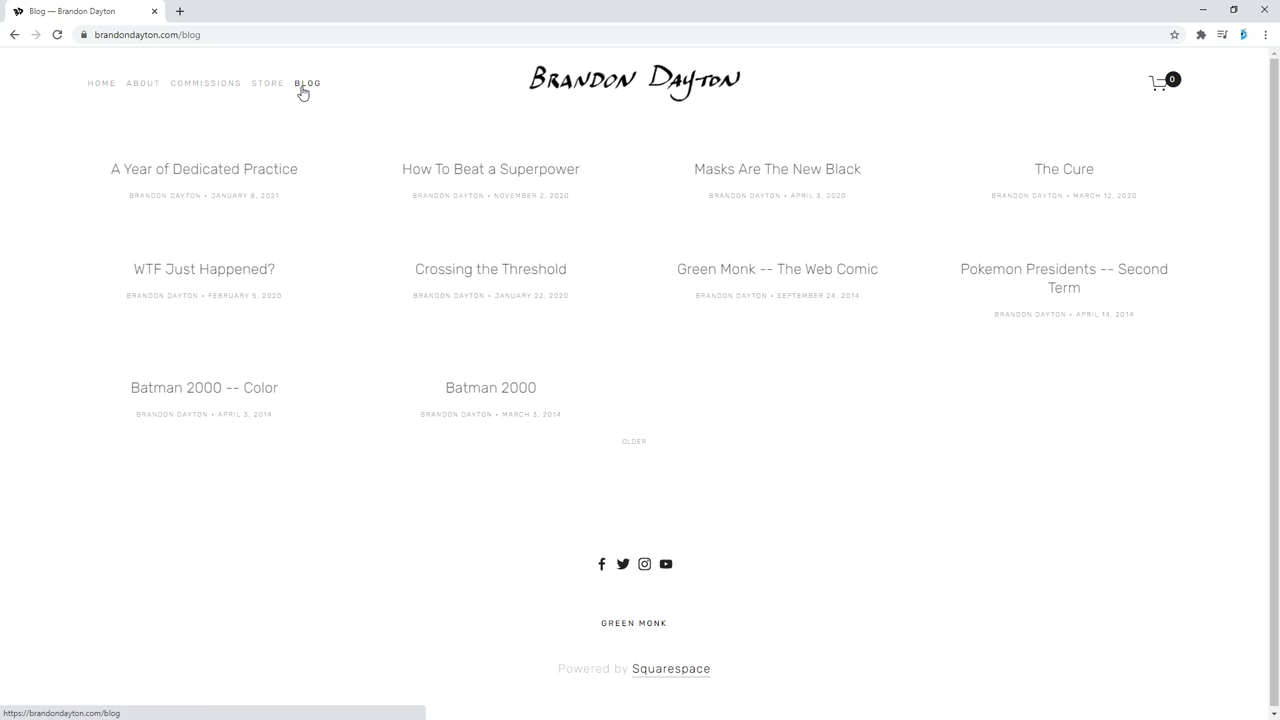 Blog — Brandon Dayton
brandondayton.com/blog
HOME ABOUT COMMISSIONS STORE BLOG
BRANDON DAYTON
0
A Year of Dedicated Practice
BRANDON DAYTON • JANUARY 8, 2021
How To Beat a Superpower
BRANDON DAYTON • NOVEMBER 2, 2020
Masks Are The New Black
BRANDON DAYTON • APRIL 3, 2020
The Cure
BRANDON DAYTON • MARCH 12, 2020
WTF Just Happened?
BRANDON DAYTON • FEBRUARY 5, 2020
Crossing the Threshold
BRANDON DAYTON • JANUARY 22, 2020
Green Monk -- The Web Comic
BRANDON DAYTON • SEPTEMBER 24, 2014
Pokemon Presidents -- Second
Term
BRANDON DAYTON • APRIL 14, 2014
Batman 2000 -- Color
BRANDON DAYTON • APRIL 3, 2014
Batman 2000
BRANDON DAYTON • MARCH 3, 2014
OLDER
GREEN MONK
Powered by Squarespace
https://brandondayton.com/blog